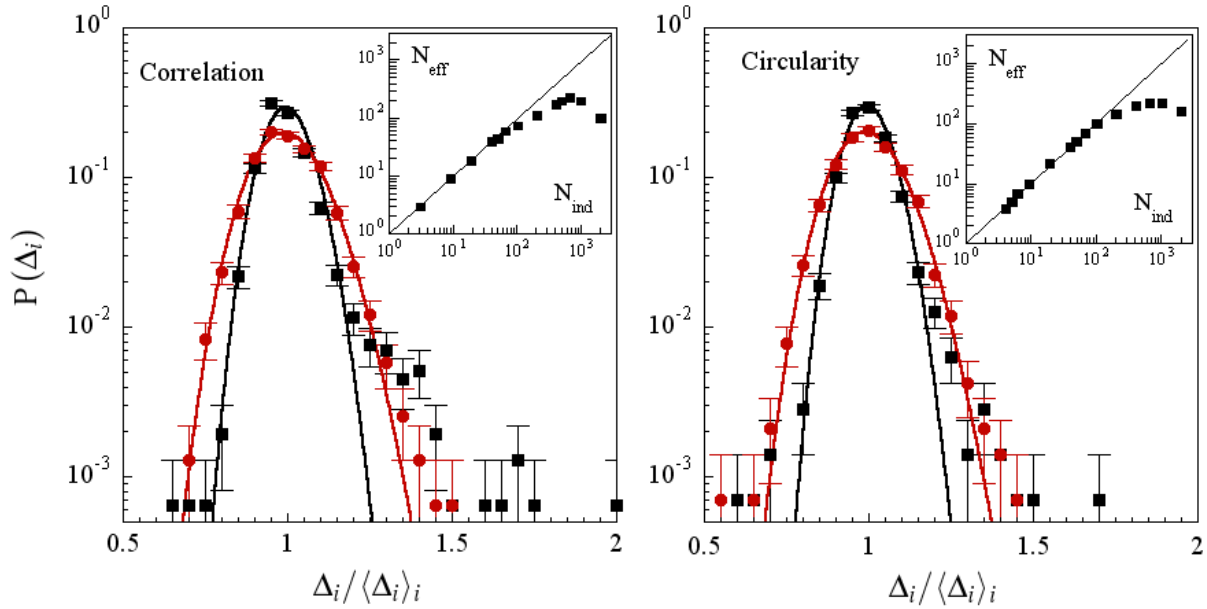 10^0
10^-1
10^-2
10^-3
P (Δ_i)
Correlation
N_eff
N_ind
10^3
10^2
10^1
10^0
10^0 10^1 10^2 10^3
0.5 1 1.5 2
Δ_i / ⟨Δ_i⟩_i
10^0
10^-1
10^-2
10^-3
Circularity
N_eff
N_ind
10^3
10^2
10^1
10^0
10^0 10^1 10^2 10^3
0.5 1 1.5 2
Δ_i / ⟨Δ_i⟩_i